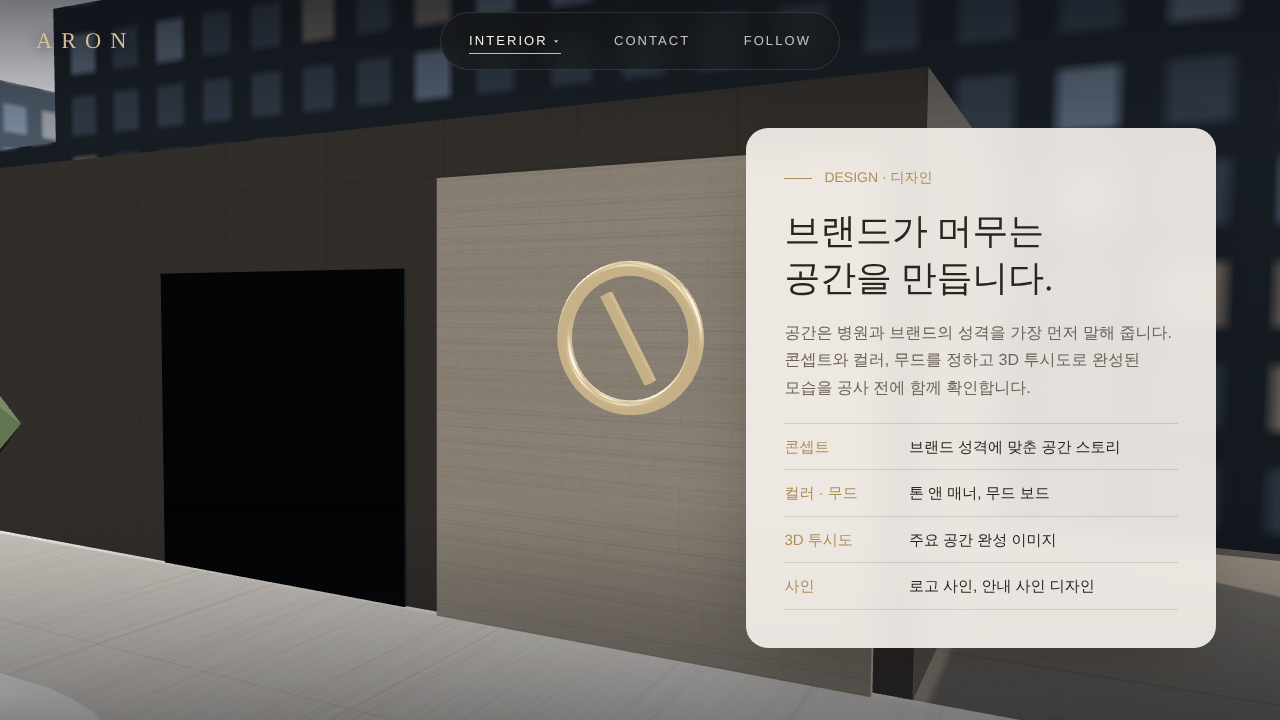 ARON
INTERIOR
CONTACT
FOLLOW
DESIGN · 디자인
브랜드가 머무는
공간을 만듭니다.
공간은 병원과 브랜드의 성격을 가장 먼저 말해 줍니다.
콘셉트와 컬러, 무드를 정하고 3D 투시도로 완성된
모습을 공사 전에 함께 확인합니다.
콘셉트 브랜드 성격에 맞춘 공간 스토리
컬러 · 무드 톤 앤 매너, 무드 보드
3D 투시도 주요 공간 완성 이미지
사인 로고 사인, 안내 사인 디자인